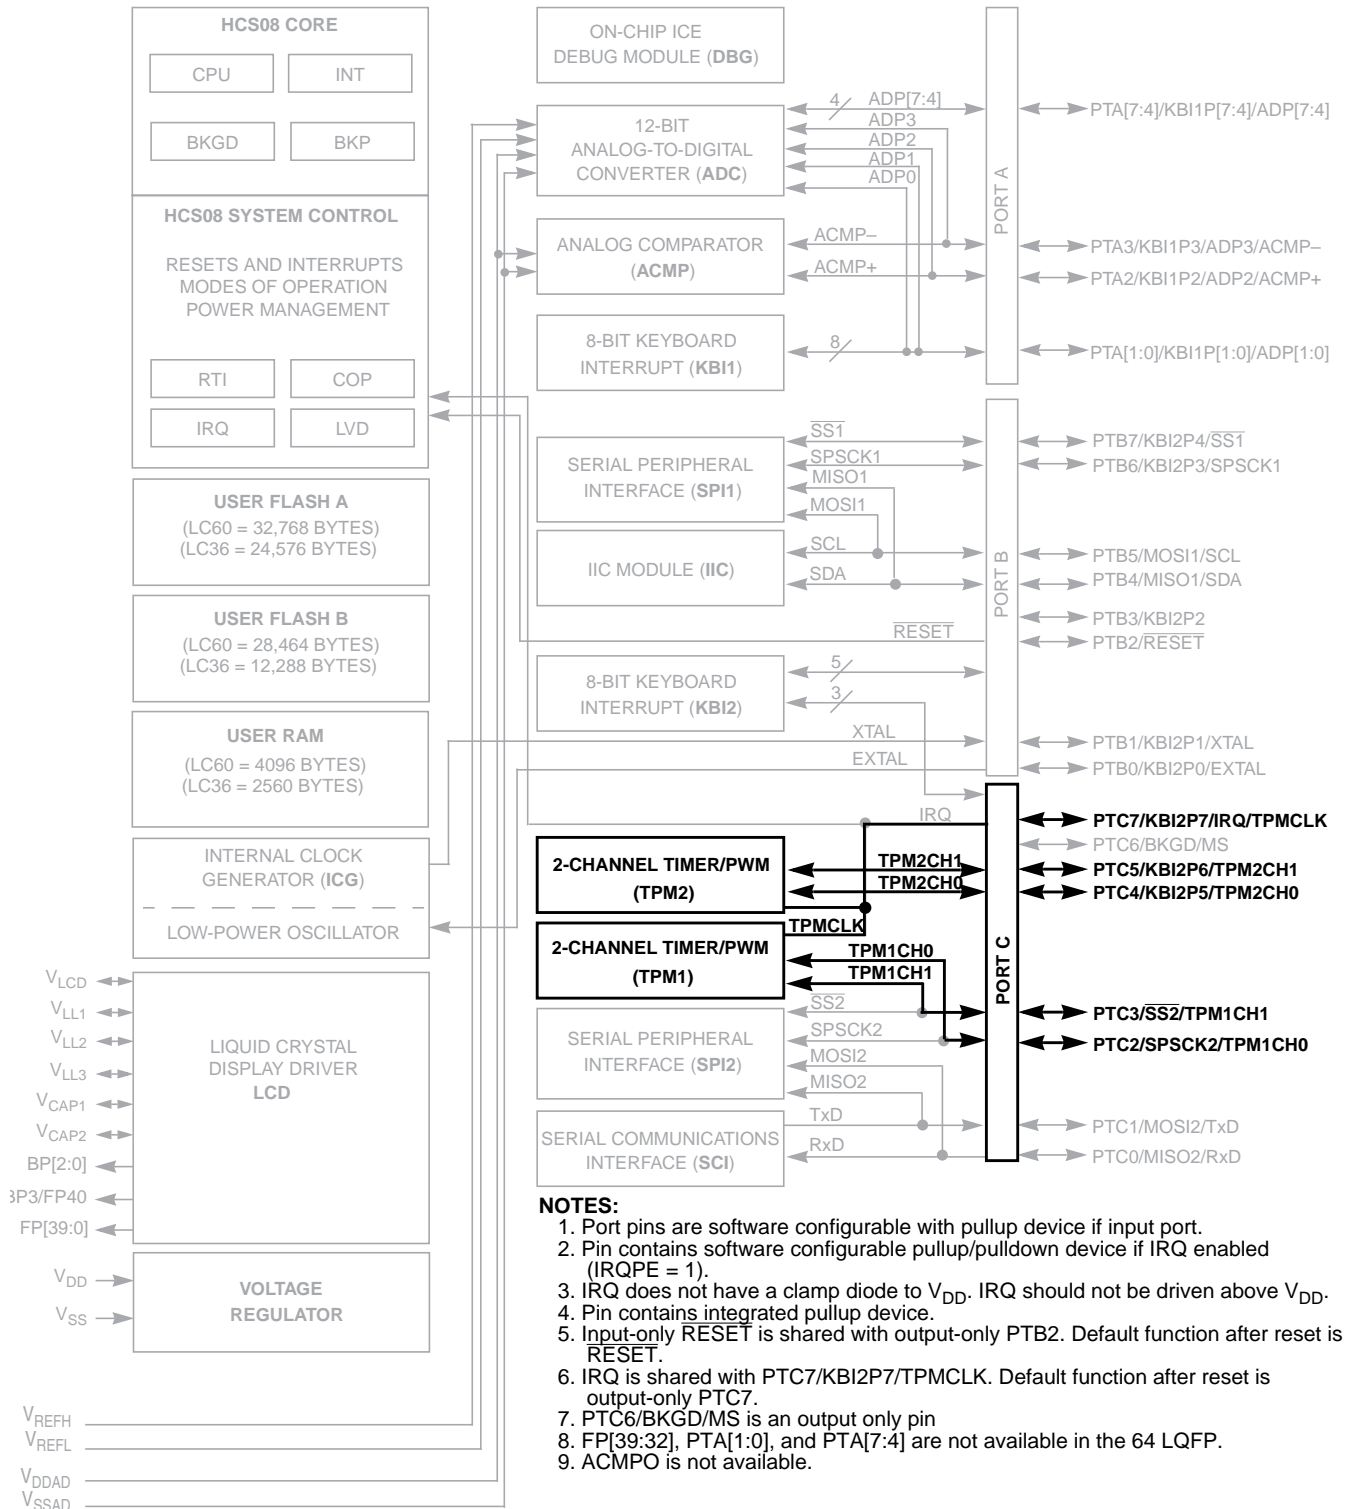 HCS08 CORE
CPU
INT
BKGD
BKP
HCS08 SYSTEM CONTROL
RESETS AND INTERRUPTS
MODES OF OPERATION
POWER MANAGEMENT
RTI
COP
IRQ
LVD
USER FLASH A
(LC60 = 32,768 BYTES)
(LC36 = 24,576 BYTES)
USER FLASH B
(LC60 = 28,464 BYTES)
(LC36 = 12,288 BYTES)
USER RAM
(LC60 = 4096 BYTES)
(LC36 = 2560 BYTES)
INTERNAL CLOCK
GENERATOR (ICG)
LOW-POWER OSCILLATOR
VLCD
VLL1
VLL2
VLL3
VCAP1
VCAP2
BP[2:0]
BP3/FP40
FP[39:0]
LIQUID CRYSTAL
DISPLAY DRIVER
LCD
VDD
VSS
VOLTAGE
REGULATOR
VREFH
VREFL
VDDAD
VSSAD
ON-CHIP ICE
DEBUG MODULE (DBG)
12-BIT
ANALOG-TO-DIGITAL
CONVERTER (ADC)
4
ADP[7:4]
ADP3
ADP2
ADP1
ADP0
ANALOG COMPARATOR
(ACMP)
ACMP–
ACMP+
8-BIT KEYBOARD
INTERRUPT (KBI1)
8
PORT A
PTA[7:4]/KBI1P[7:4]/ADP[7:4]
PTA3/KBI1P3/ADP3/ACMP–
PTA2/KBI1P2/ADP2/ACMP+
PTA[1:0]/KBI1P[1:0]/ADP[1:0]
SERIAL PERIPHERAL
INTERFACE (SPI1)
SS1
SPSCK1
MISO1
MOSI1
IIC MODULE (IIC)
SCL
SDA
RESET
8-BIT KEYBOARD
INTERRUPT (KBI2)
5
3
XTAL
EXTAL
PORT B
PTB7/KBI2P4/SS1
PTB6/KBI2P3/SPSCK1
PTB5/MOSI1/SCL
PTB4/MISO1/SDA
PTB3/KBI2P2
PTB2/RESET
PTB1/KBI2P1/XTAL
PTB0/KBI2P0/EXTAL
IRQ
2-CHANNEL TIMER/PWM
(TPM2)
TPM2CH1
TPM2CH0
TPMCLK
2-CHANNEL TIMER/PWM
(TPM1)
TPM1CH0
TPM1CH1
SERIAL PERIPHERAL
INTERFACE (SPI2)
SS2
SPSCK2
MOSI2
MISO2
SERIAL COMMUNICATIONS
INTERFACE (SCI)
TxD
RxD
PORT C
PTC7/KBI2P7/IRQ/TPMCLK
PTC6/BKGD/MS
PTC5/KBI2P6/TPM2CH1
PTC4/KBI2P5/TPM2CH0
PTC3/SS2/TPM1CH1
PTC2/SPSCK2/TPM1CH0
PTC1/MOSI2/TxD
PTC0/MISO2/RxD
NOTES:
1. Port pins are software configurable with pullup device if input port.
2. Pin contains software configurable pullup/pulldown device if IRQ enabled
(IRQPE = 1).
3. IRQ does not have a clamp diode to VDD. IRQ should not be driven above VDD.
4. Pin contains integrated pullup device.
5. Input-only RESET is shared with output-only PTB2. Default function after reset is
RESET.
6. IRQ is shared with PTC7/KBI2P7/TPMCLK. Default function after reset is
output-only PTC7.
7. PTC6/BKGD/MS is an output only pin
8. FP[39:32], PTA[1:0], and PTA[7:4] are not available in the 64 LQFP.
9. ACMPO is not available.